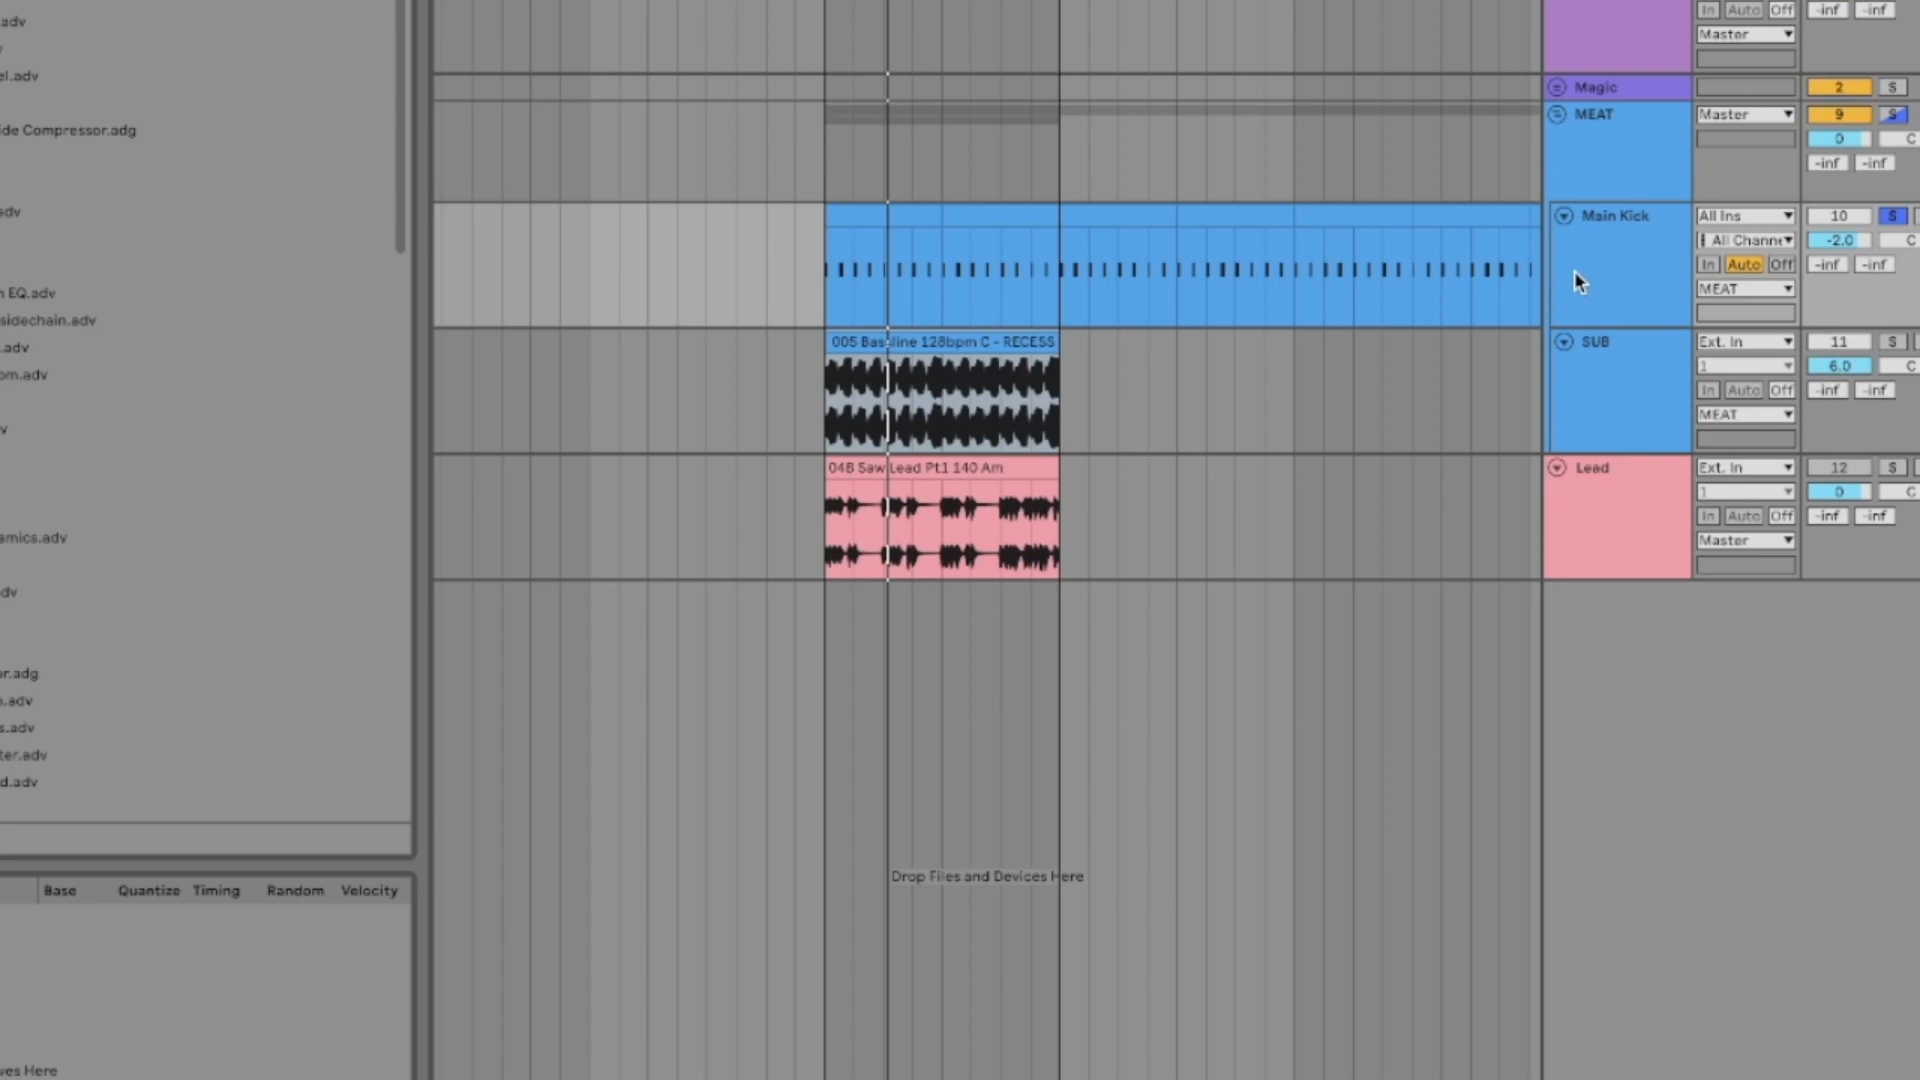 .adv
el.adv
ide Compressor.adg
adv
n EQ.adv
sidechain.adv
.adv
om.adv
amics.adv
dv
or.adg
n.adv
s.adv
ter.adv
d.adv
Base Quantize Timing Random Velocity
ves Here
In Auto Off -inf -inf
Master
Magic 2 S
MEAT Master 9 S
0 C
-inf -inf
Main Kick All Ins 10 S
All Channe -2.0 C
In Auto Off -inf -inf
MEAT
005 Bassline 128bpm C - RECESS SUB Ext. In 11 S
1 6.0 C
In Auto Off -inf -inf
MEAT
04B Saw Lead Pt1 140 Am Lead Ext. In 12 S
1 0 C
In Auto Off -inf -inf
Master
Drop Files and Devices Here